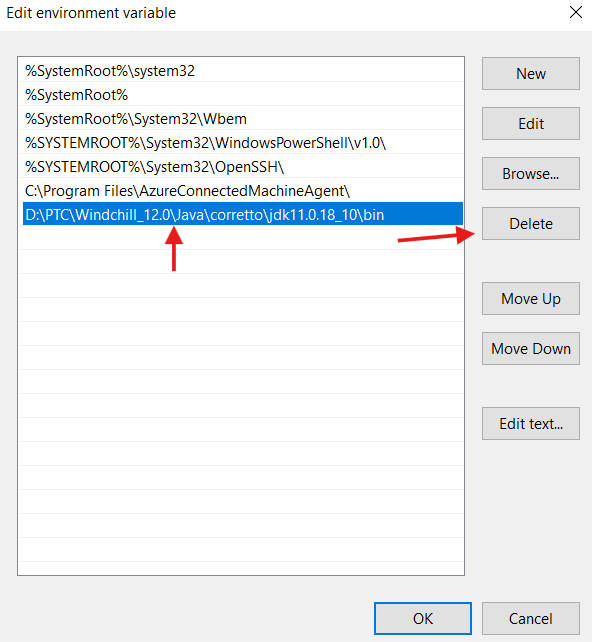 Edit environment variable
%SystemRoot%\system32
%SystemRoot%
%SystemRoot%\System32\Wbem
%SYSTEMROOT%\System32\WindowsPowerShell\v1.0\
%SYSTEMROOT%\System32\OpenSSH\
C:\Program Files\AzureConnectedMachineAgent\
D:\PTC\Windchill_12.0\Java\corretto\jdk11.0.18_10\bin
New
Edit
Browse...
Delete
Move Up
Move Down
Edit text...
OK
Cancel